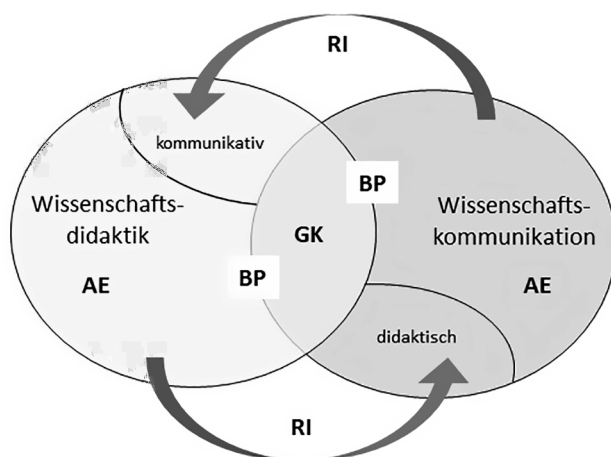 RI
kommunikativ
BP
Wissenschafts-
didaktik
Wissenschafts-
kommunikation
GK
BP
AE
AE
didaktisch
RI